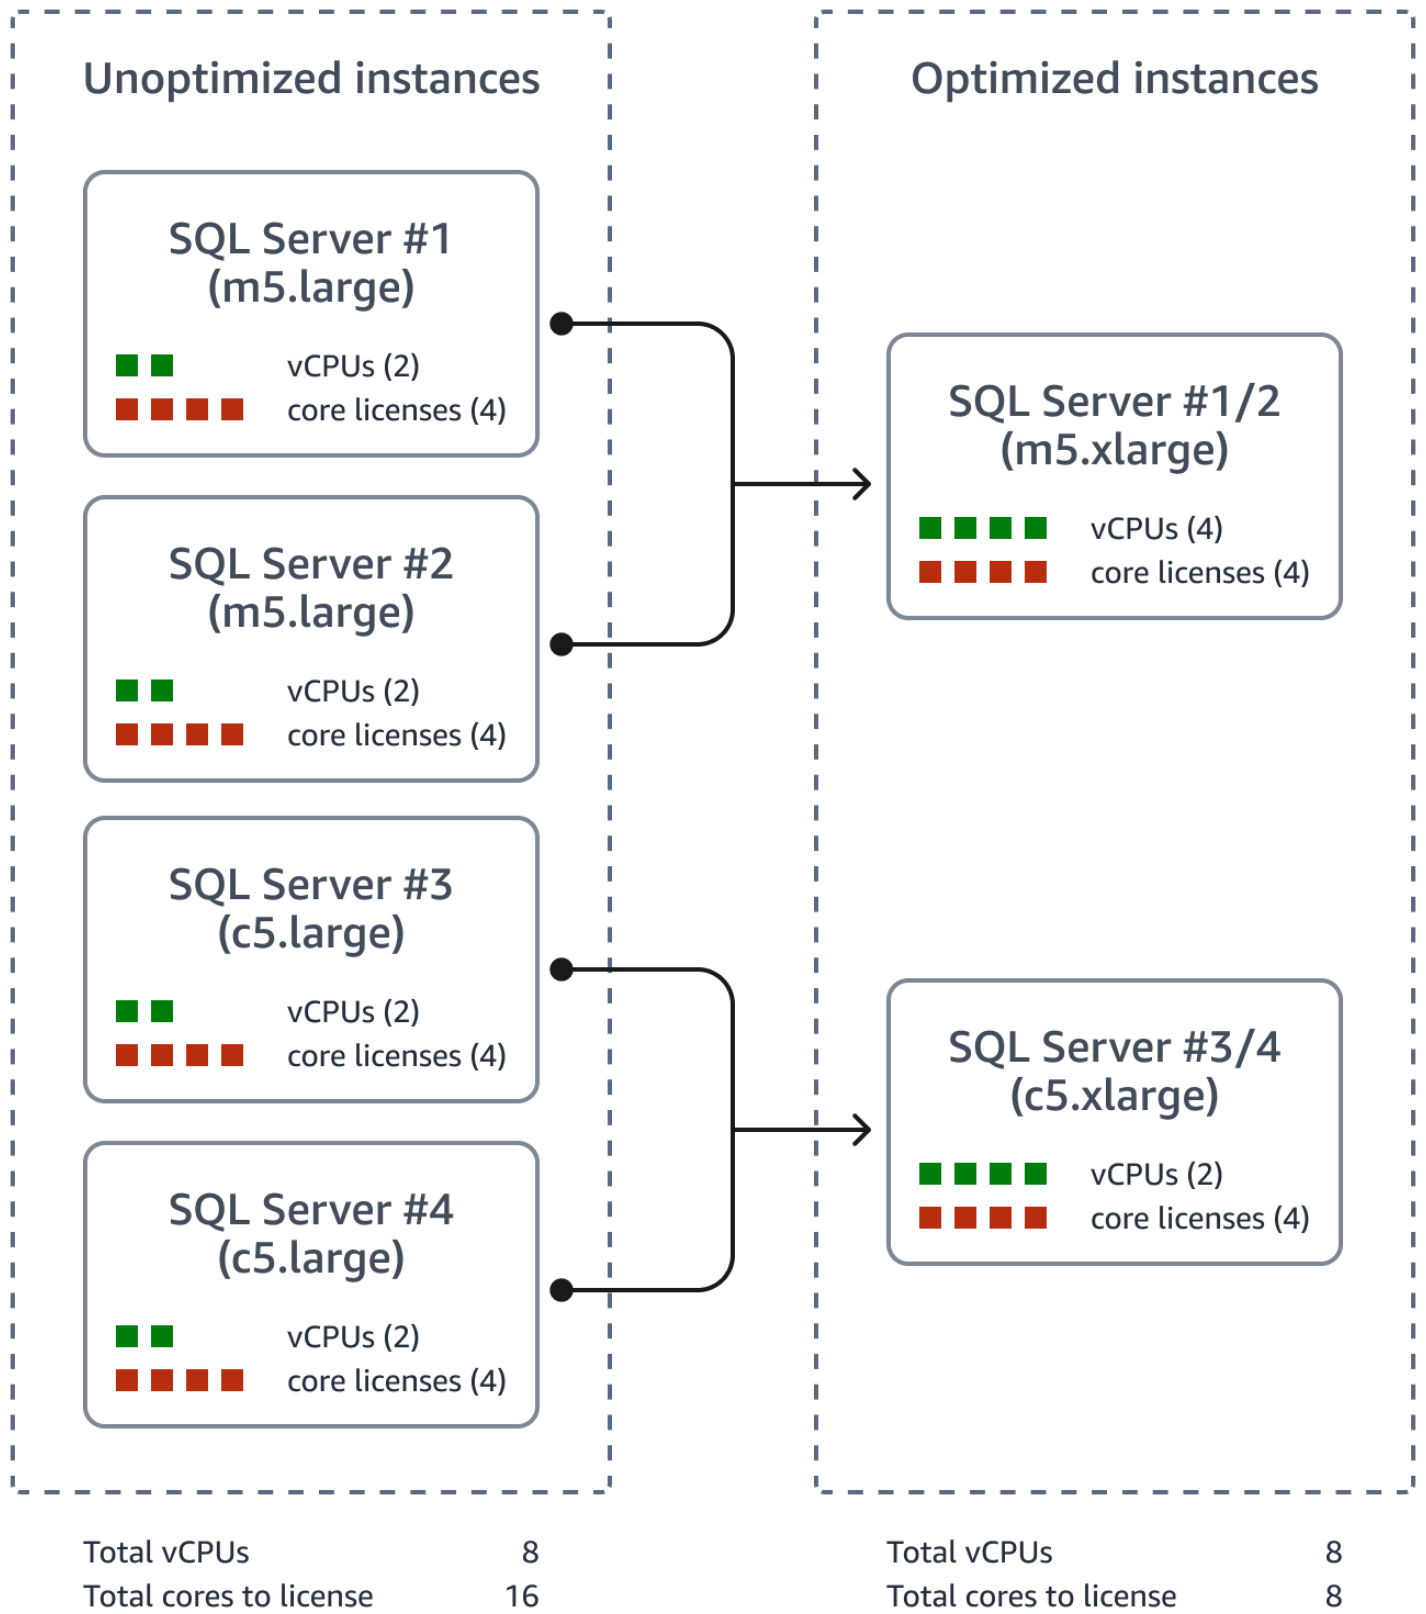 Unoptimized instances
SQL Server #1
(m5.large)
vCPUs (2)
core licenses (4)
SQL Server #2
(m5.large)
vCPUs (2)
core licenses (4)
SQL Server #3
(c5.large)
vCPUs (2)
core licenses (4)
SQL Server #4
(c5.large)
vCPUs (2)
core licenses (4)
Total vCPUs 8
Total cores to license 16
Optimized instances
SQL Server #1/2
(m5.xlarge)
vCPUs (4)
core licenses (4)
SQL Server #3/4
(c5.xlarge)
vCPUs (2)
core licenses (4)
Total vCPUs 8
Total cores to license 8